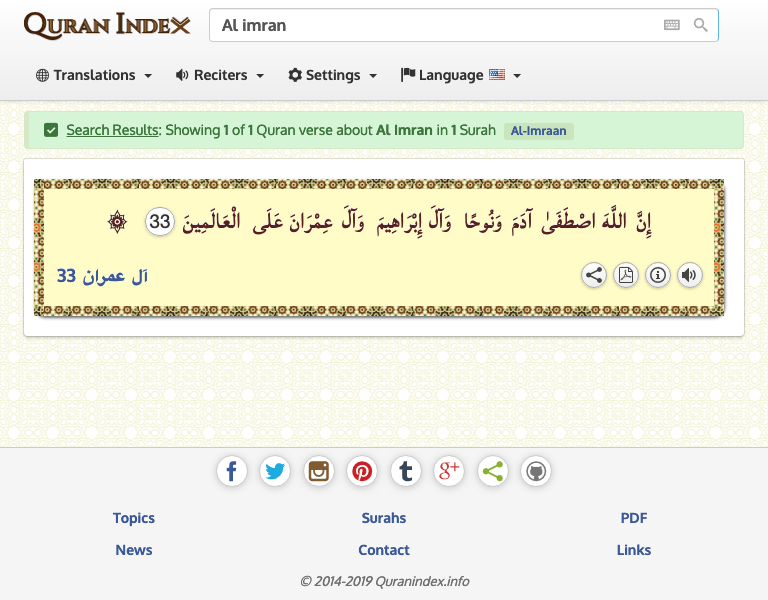 QURAN INDEX
Al imran
Translations
Reciters
Settings
Language
Search Results: Showing 1 of 1 Quran verse about Al Imran in 1 Surah Al-Imraan
إِنَّ اللَّهَ اصْطَفَىٰ آدَمَ وَنُوحًا وَآلَ إِبْرَاهِيمَ وَآلَ عِمْرَانَ عَلَى الْعَالَمِينَ 33 ۞
آل عمران 33
Topics
Surahs
PDF
News
Contact
Links
© 2014-2019 Quranindex.info